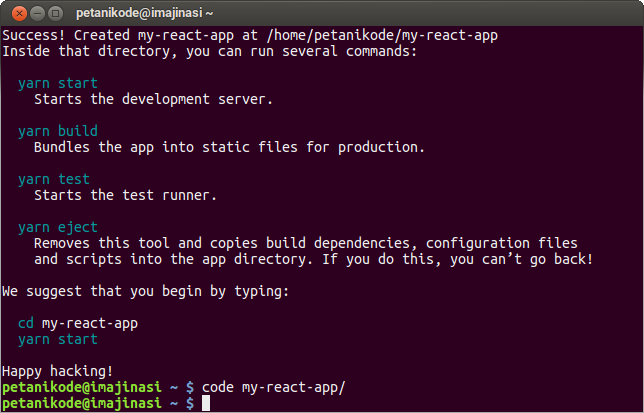 petanikode@imajinasi ~
Success! Created my-react-app at /home/petanikode/my-react-app
Inside that directory, you can run several commands:
yarn start
Starts the development server.
yarn build
Bundles the app into static files for production.
yarn test
Starts the test runner.
yarn eject
Removes this tool and copies build dependencies, configuration files
and scripts into the app directory. If you do this, you can’t go back!
We suggest that you begin by typing:
cd my-react-app
yarn start
Happy hacking!
petanikode@imajinasi ~ $ code my-react-app/
petanikode@imajinasi ~ $